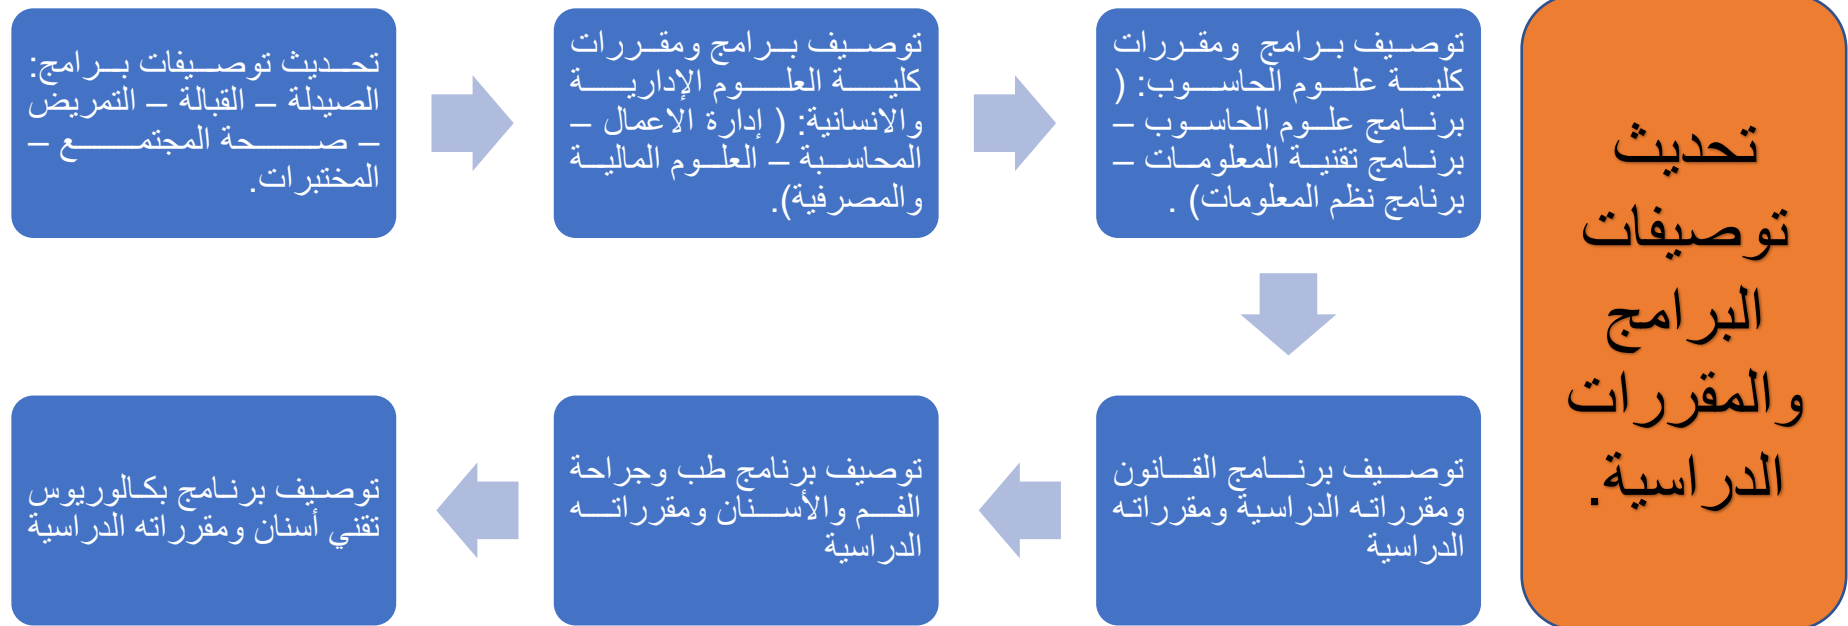 تحديث
توصيفات
البرامج
والمقررات
الدراسية.
تحديث توصيفات برامج:
الصيدلة – القبالة – التمريض
– صحة المجتمع –
المختبرات.
توصيف برامج ومقررات
كلية العلوم الإدارية
والانسانية: ( إدارة الاعمال –
المحاسبة – العلوم المالية
والمصرفية).
توصيف برامج ومقررات
كلية علوم الحاسوب: (
برنامج علوم الحاسوب –
برنامج تقنية المعلومات –
برنامج نظم المعلومات) .
توصيف برنامج القانون
ومقرراته الدراسية ومقرراته
الدراسية
توصيف برنامج طب وجراحة
الفم والأسنان ومقرراته
الدراسية
توصيف برنامج بكالوريوس
تقني أسنان ومقرراته الدراسية